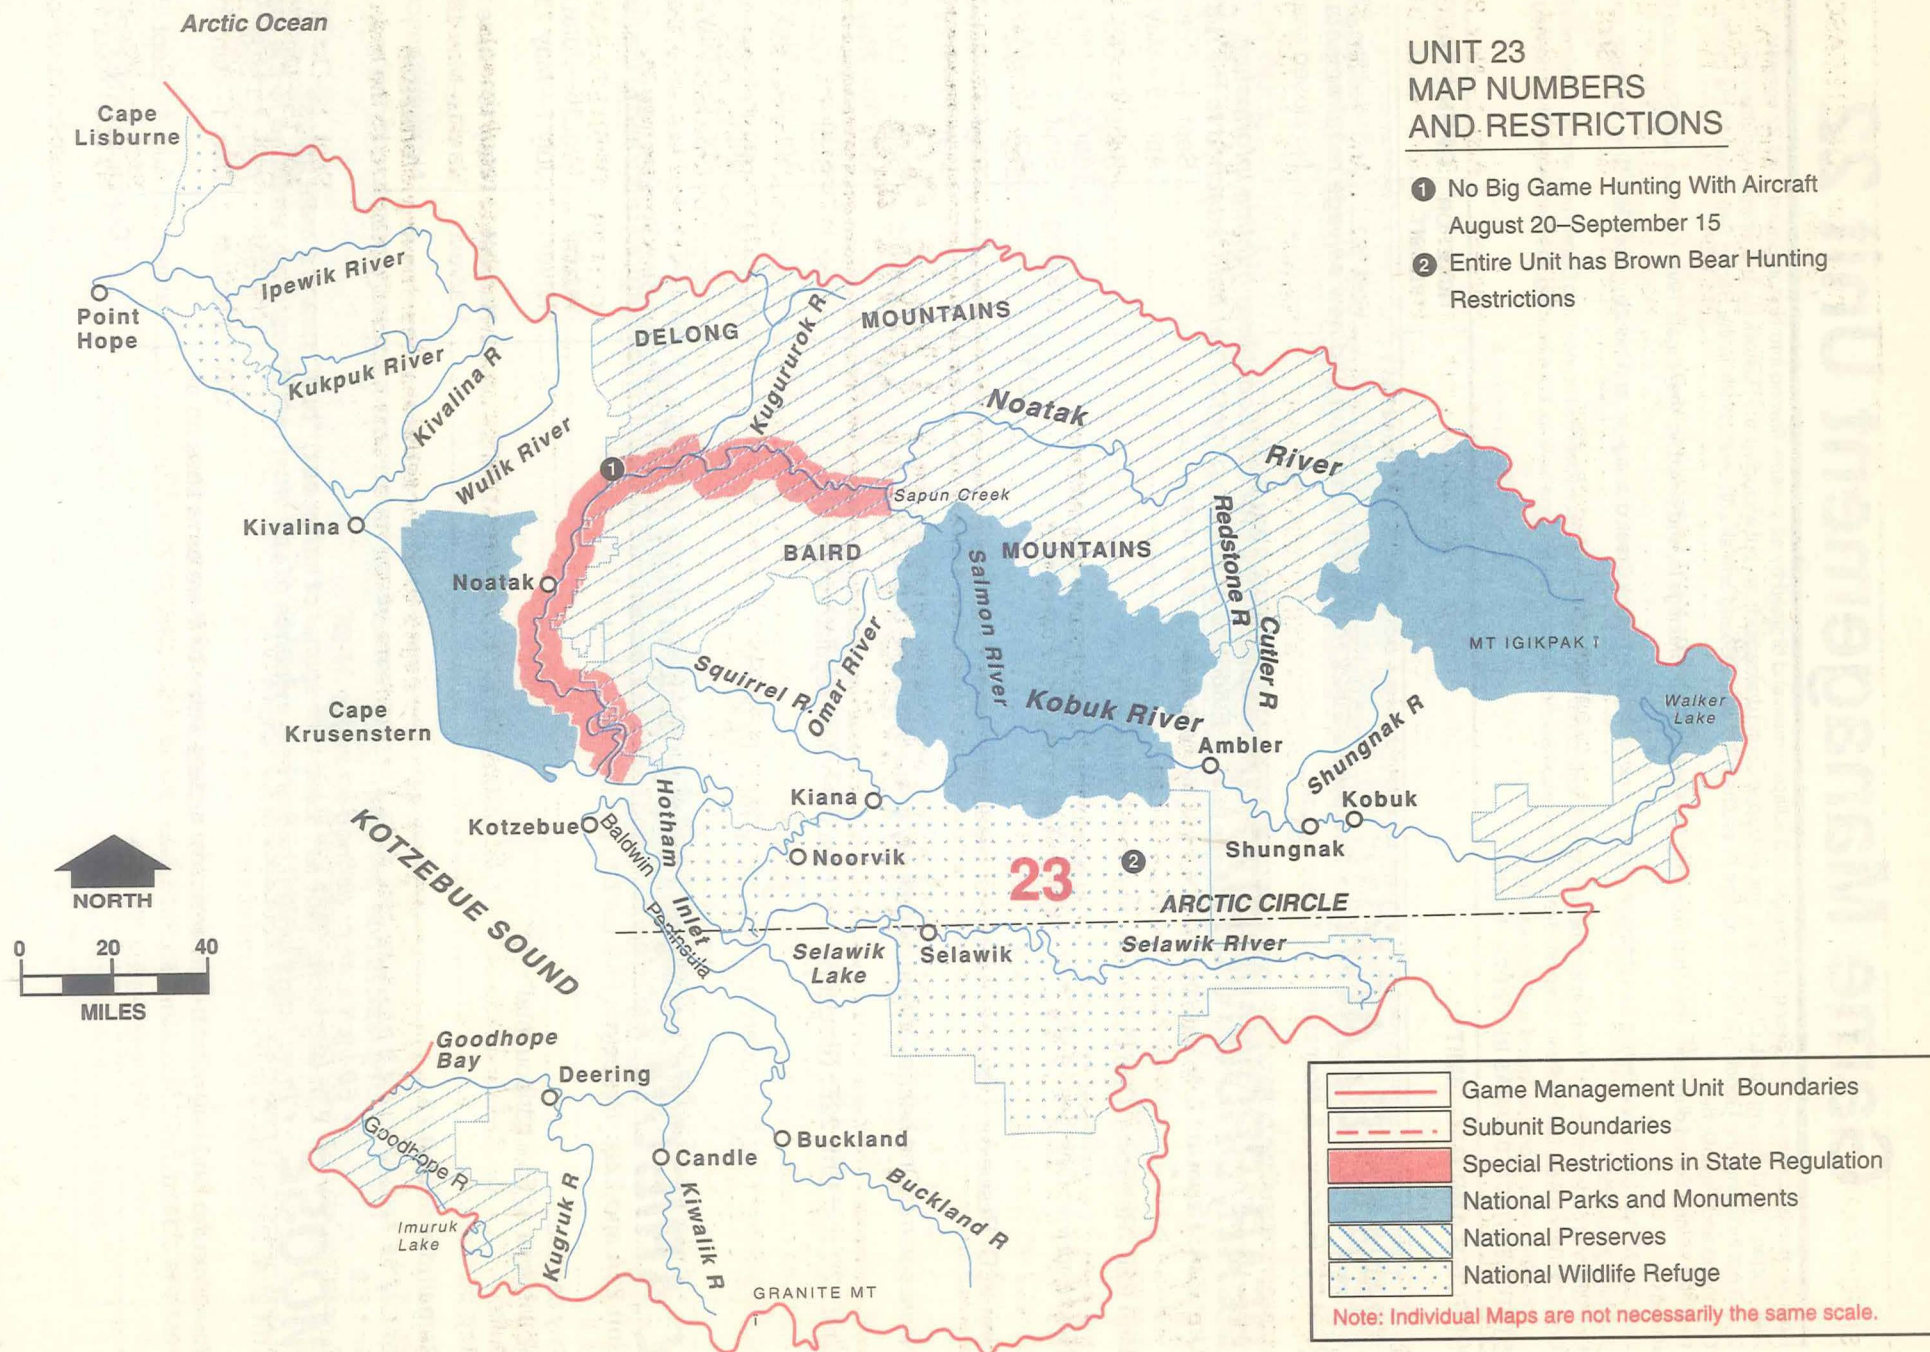 Arctic Ocean
UNIT 23
MAP NUMBERS
AND RESTRICTIONS
1 No Big Game Hunting With Aircraft
August 20–September 15
2 Entire Unit has Brown Bear Hunting
Restrictions
Cape
Lisburne
Point
Hope
Ipewik River
Kukpuk River
Kivalina R
Wulik River
Kivalina
DELONG
MOUNTAINS
Kugururok R
Noatak
River
1
Sapun Creek
BAIRD
MOUNTAINS
Noatak
Salmon River
Redstone R
Cutler R
MT IGIKPAK
Walker
Lake
Squirrel R.
Omar River
Kobuk River
Ambler
Shungnak R
Cape
Krusenstern
Kiana
Kobuk
Shungnak
Hotham
Inlet
Kotzebue
Baldwin
Peninsula
Noorvik
23
2
KOTZEBUE SOUND
ARCTIC CIRCLE
NORTH
0 20 40
MILES
Selawik
Lake
Selawik
Selawik River
Goodhope
Bay
Deering
Goodhope R
Candle
Buckland
Buckland R
Imuruk
Lake
Kugruk R
Kiwalik R
GRANITE MT
Game Management Unit Boundaries
Subunit Boundaries
Special Restrictions in State Regulation
National Parks and Monuments
National Preserves
National Wildlife Refuge
Note: Individual Maps are not necessarily the same scale.